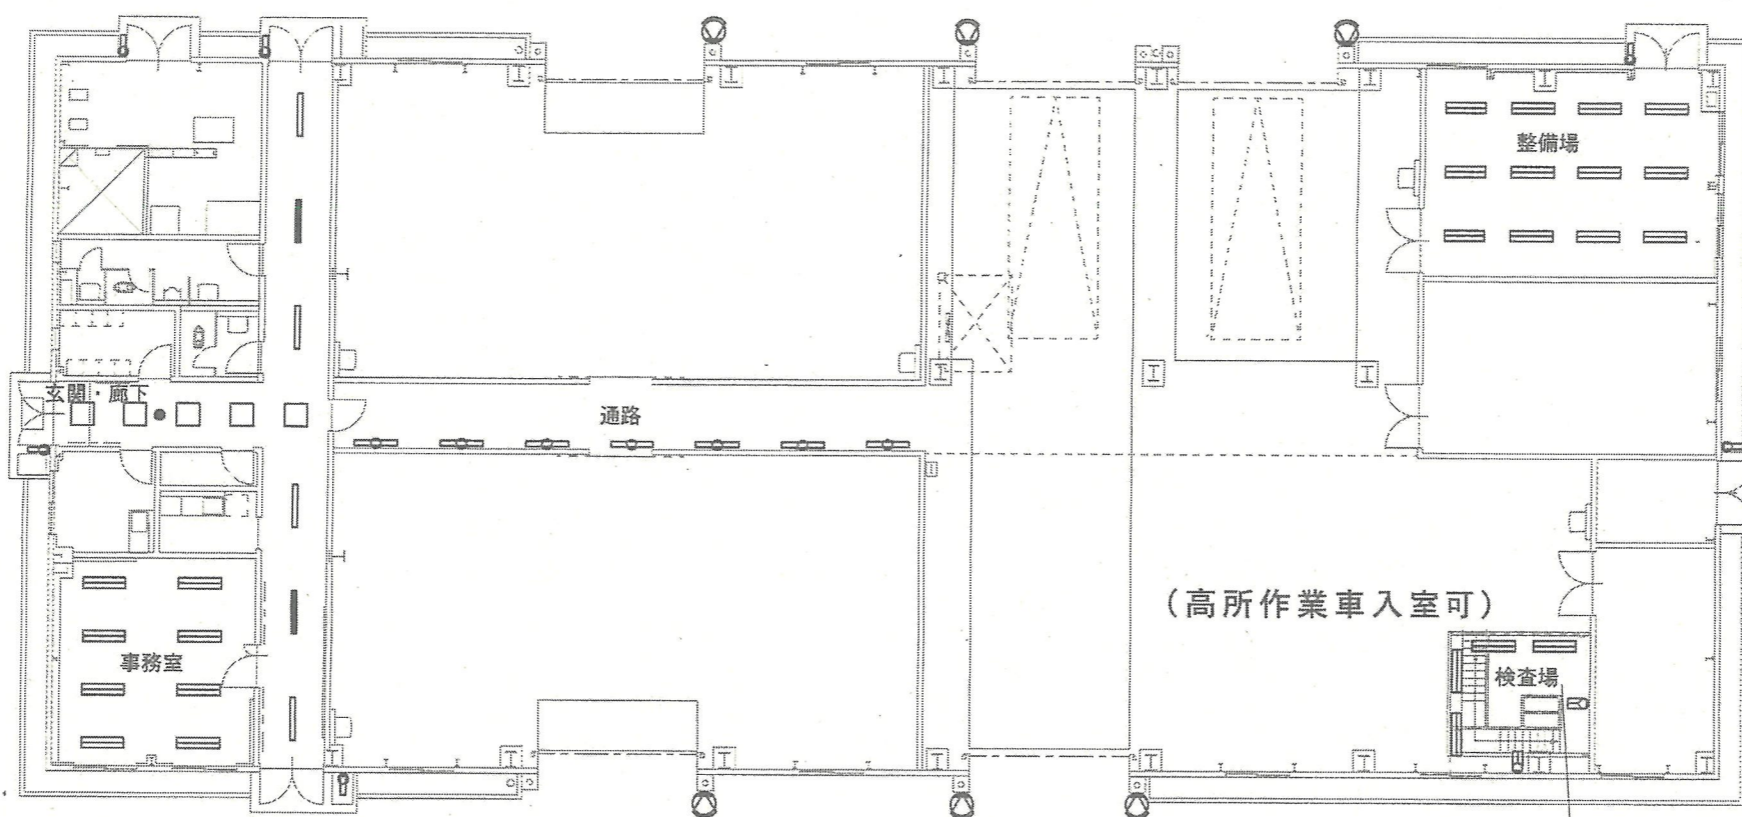 整備場
玄関・廊下
通路
(高所作業車入室可)
事務室
検査場